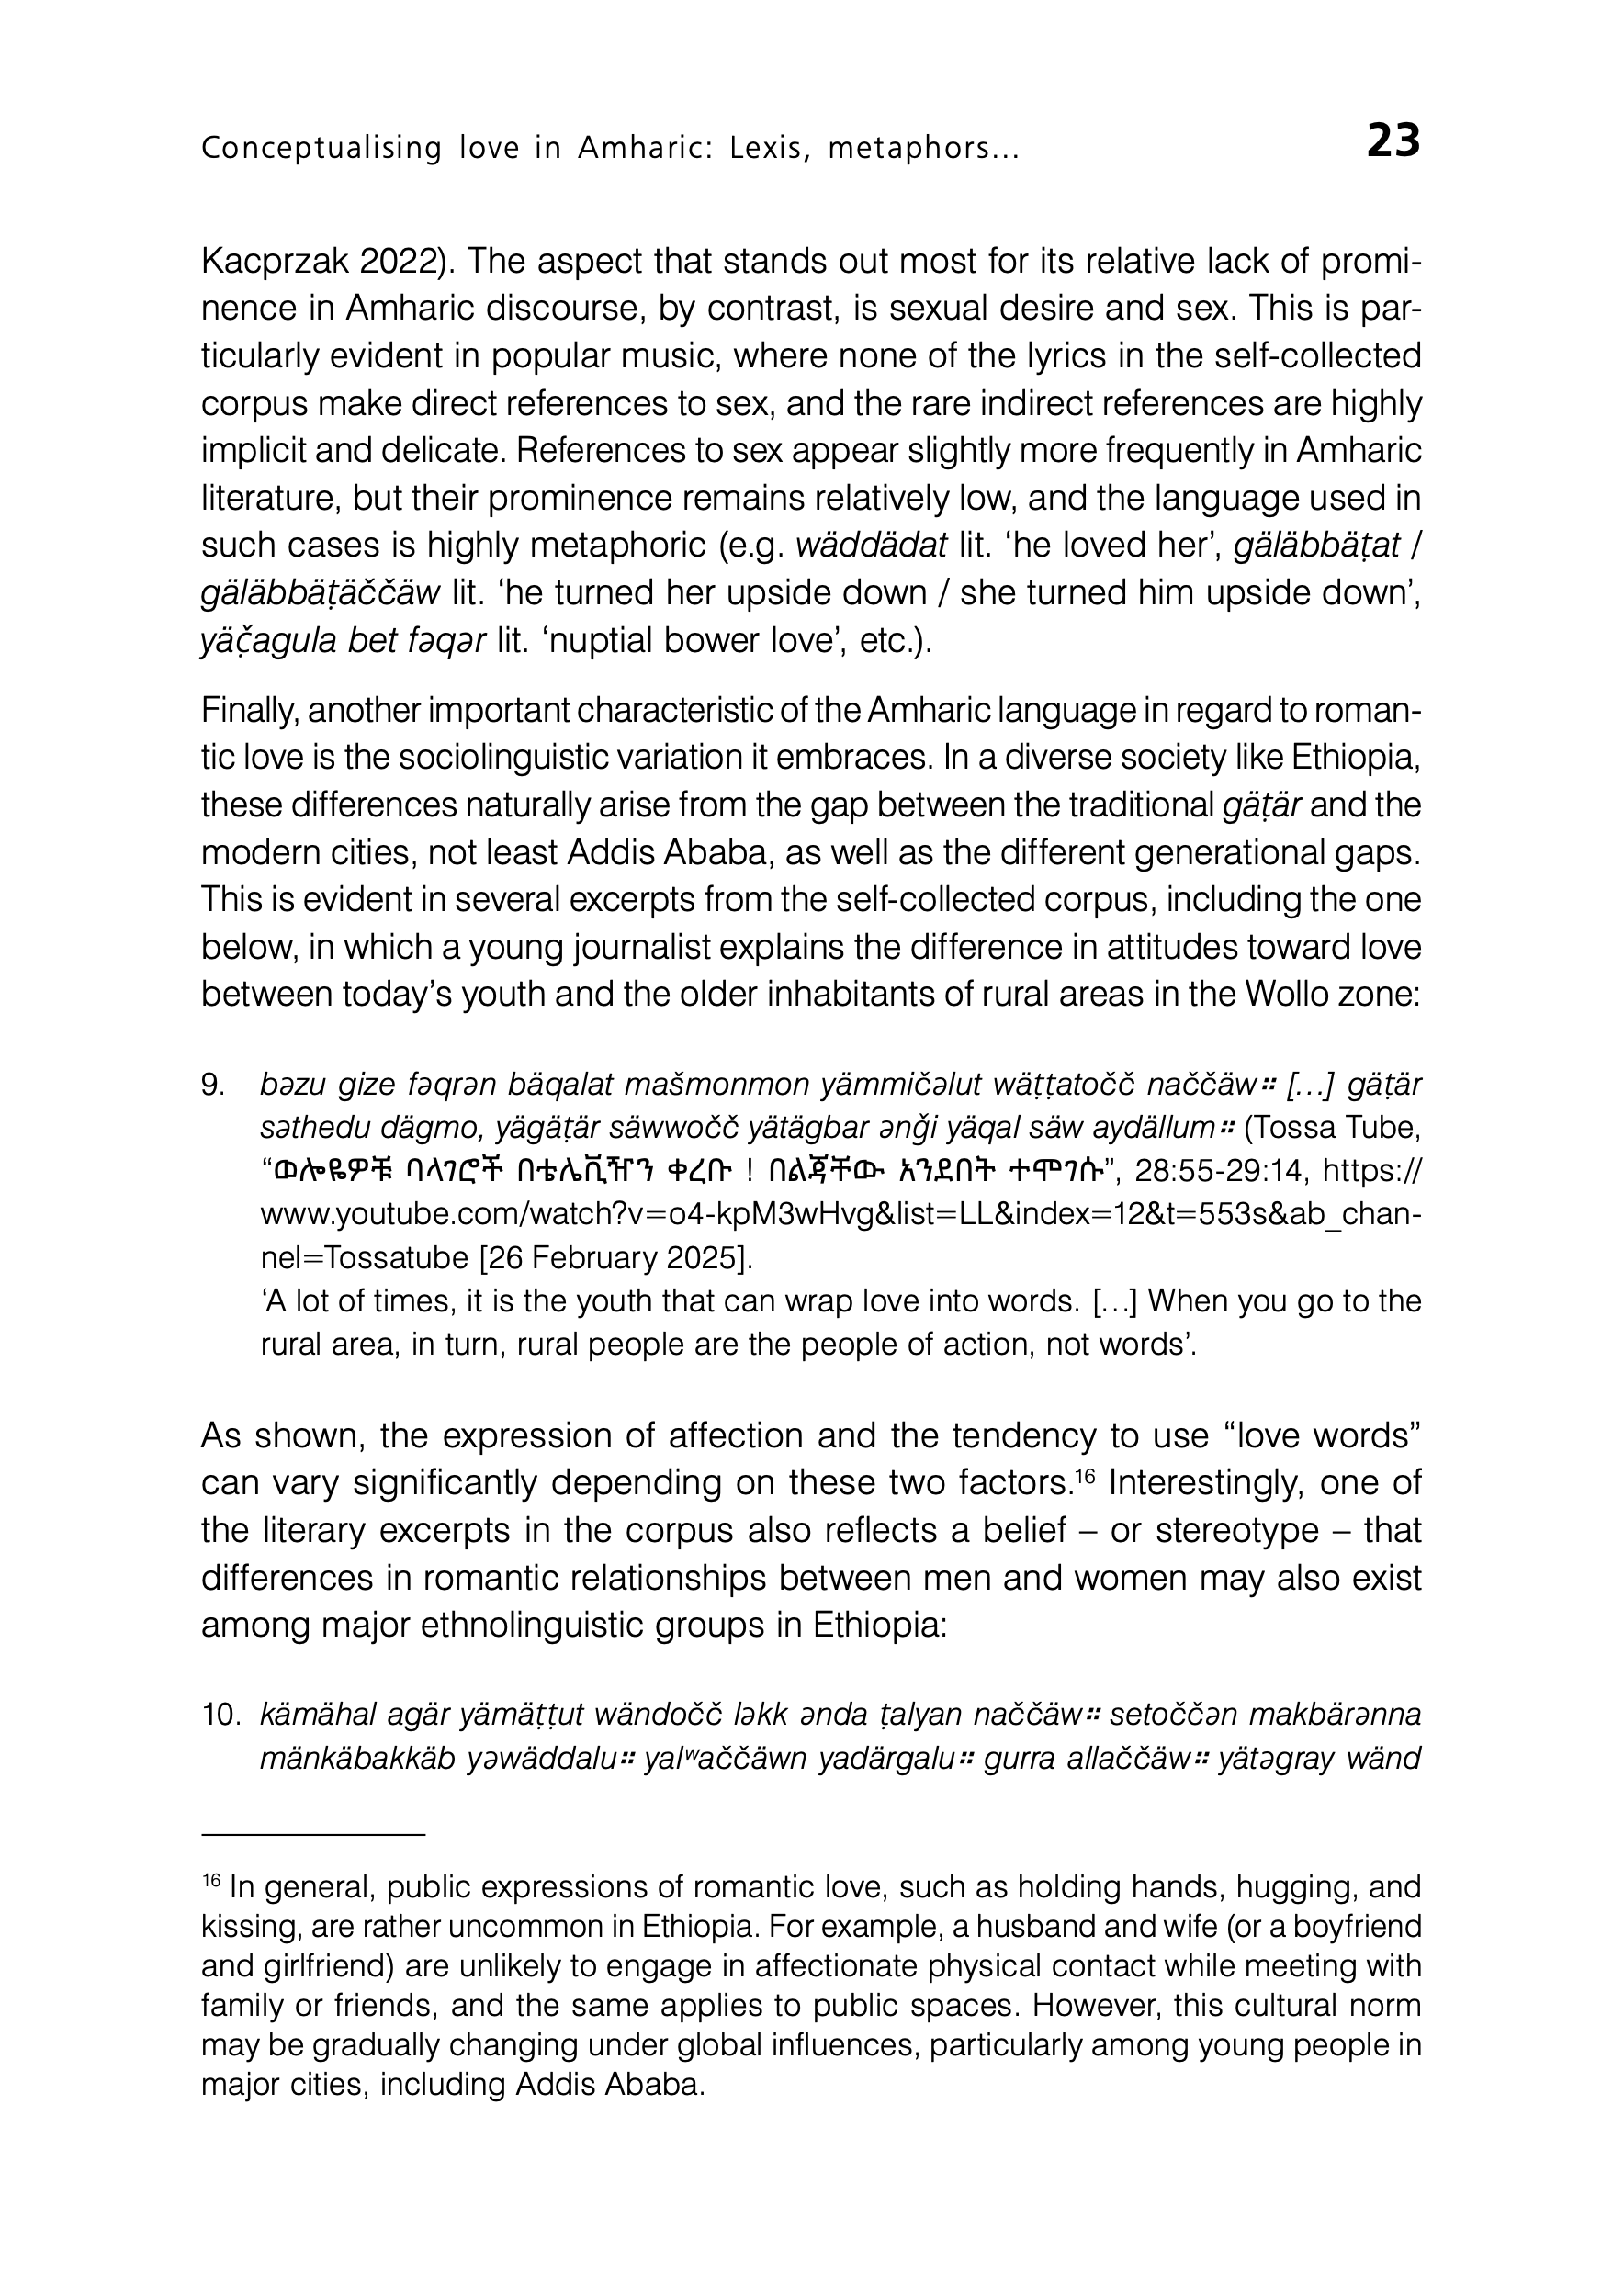 Conceptualising love in Amharic: Lexis, metaphors...
23
Kacprzak 2022). The aspect that stands out most for its relative lack of promi-
nence in Amharic discourse, by contrast, is sexual desire and sex. This is par-
ticularly evident in popular music, where none of the lyrics in the self-collected
corpus make direct references to sex, and the rare indirect references are highly
implicit and delicate. References to sex appear slightly more frequently in Amharic
literature, but their prominence remains relatively low, and the language used in
such cases is highly metaphoric (e.g. wäddädat lit. ‘he loved her’, gäläbbäṭat /
gäläbbäṭäččäw lit. ‘he turned her upside down / she turned him upside down’,
yäč̣agula bet fəqər lit. ‘nuptial bower love’, etc.).
Finally, another important characteristic of the Amharic language in regard to roman-
tic love is the sociolinguistic variation it embraces. In a diverse society like Ethiopia,
these differences naturally arise from the gap between the traditional gäṭär and the
modern cities, not least Addis Ababa, as well as the different generational gaps.
This is evident in several excerpts from the self-collected corpus, including the one
below, in which a young journalist explains the difference in attitudes toward love
between today’s youth and the older inhabitants of rural areas in the Wollo zone:
9. bəzu gize fəqrən bäqalat mašmonmon yämmičəlut wäṭṭatočč naččäw። […] gäṭär
səthedu dägmo, yägäṭär säwwočč yätägbar ənǧi yäqal säw aydällum። (Tossa Tube,
“ወሎዬዎቹ ባላገሮች በቴሌቪዥን ቀረቡ ! በልጃቸው አንደበት ተሞገሱ”, 28:55-29:14, https://
www.youtube.com/watch?v=o4-kpM3wHvg&list=LL&index=12&t=553s&ab_chan-
nel=Tossatube [26 February 2025].
‘A lot of times, it is the youth that can wrap love into words. […] When you go to the
rural area, in turn, rural people are the people of action, not words’.
As shown, the expression of affection and the tendency to use “love words”
can vary significantly depending on these two factors.¹⁶ Interestingly, one of
the literary excerpts in the corpus also reflects a belief – or stereotype – that
differences in romantic relationships between men and women may also exist
among major ethnolinguistic groups in Ethiopia:
10. kämähal agär yämäṭṭut wändočč ləkk ənda ṭalyan naččäw። setoččən makbärənna
mänkäbakkäb yəwäddalu። yalʷaččäwn yadärgalu። gurra allaččäw። yätəgray wänd
¹⁶ In general, public expressions of romantic love, such as holding hands, hugging, and
kissing, are rather uncommon in Ethiopia. For example, a husband and wife (or a boyfriend
and girlfriend) are unlikely to engage in affectionate physical contact while meeting with
family or friends, and the same applies to public spaces. However, this cultural norm
may be gradually changing under global influences, particularly among young people in
major cities, including Addis Ababa.